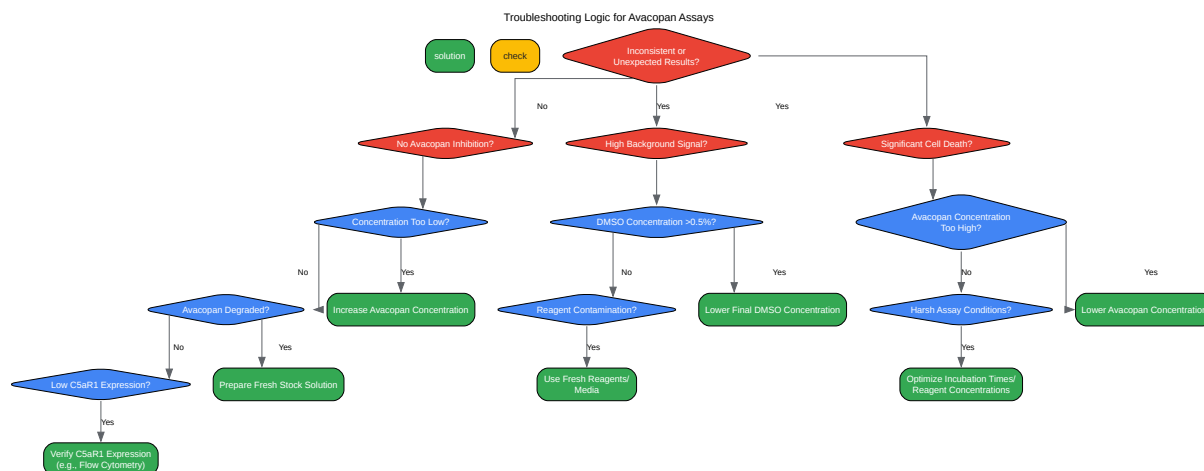 Troubleshooting Logic for Avacopan Assays
solution
check
Inconsistent or
Unexpected Results?
No
Yes
Yes
No Avacopan Inhibition?
High Background Signal?
Significant Cell Death?
Concentration Too Low?
DMSO Concentration >0.5%?
Avacopan Concentration
Too High?
No
Yes
No
Yes
No
Yes
Avacopan Degraded?
Increase Avacopan Concentration
Reagent Contamination?
Lower Final DMSO Concentration
Harsh Assay Conditions?
Lower Avacopan Concentration
No
Yes
Yes
Yes
Low C5aR1 Expression?
Prepare Fresh Stock Solution
Use Fresh Reagents/
Media
Optimize Incubation Times/
Reagent Concentrations
Yes
Verify C5aR1 Expression
(e.g., Flow Cytometry)